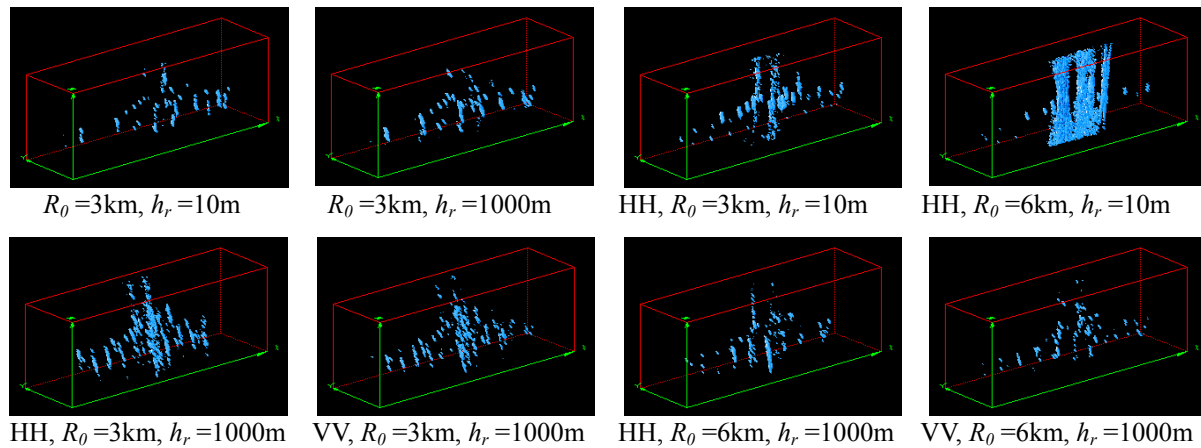 R0 =3km, hr =10m
R0 =3km, hr =1000m
HH, R0 =3km, hr =10m
HH, R0 =6km, hr =10m
HH, R0 =3km, hr =1000m
VV, R0 =3km, hr =1000m
HH, R0 =6km, hr =1000m
VV, R0 =6km, hr =1000m